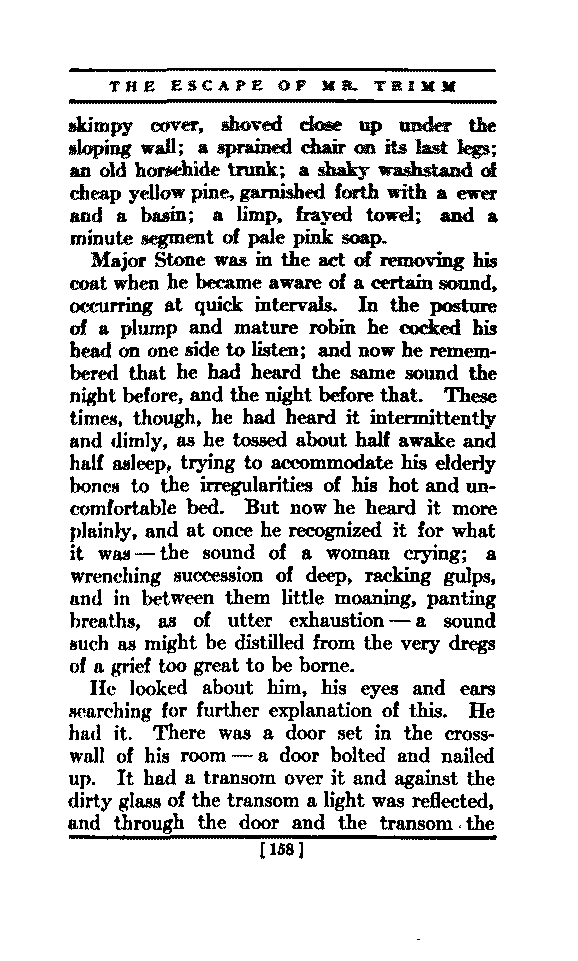 THE ESCAPE OF MR. TRIMM
skimpy cover, shoved close up under the
sloping wall; a sprained chair on its last legs;
an old horsehide trunk; a shaky washstand of
cheap yellow pine, garnished forth with a ewer
and a basin; a limp, frayed towel; and a
minute segment of pale pink soap.
Major Stone was in the act of removing his
coat when he became aware of a certain sound,
occurring at quick intervals. In the posture
of a plump and mature robin he cocked his
head on one side to listen; and now he remem-
bered that he had heard the same sound the
night before, and the night before that. These
times, though, he had heard it intermittently
and dimly, as he tossed about half awake and
half asleep, trying to accommodate his elderly
bones to the irregularities of his hot and un-
comfortable bed. But now he heard it more
plainly, and at once he recognized it for what
it was — the sound of a woman crying; a
wrenching succession of deep, racking gulps,
and in between them little moaning, panting
breaths, as of utter exhaustion — a sound
such as might be distilled from the very dregs
of a grief too great to be borne.
He looked about him, his eyes and ears
searching for further explanation of this. He
had it. There was a door set in the cross-
wall of his room — a door bolted and nailed
up. It had a transom over it and against the
dirty glass of the transom a light was reflected,
and through the door and the transom the
[158]